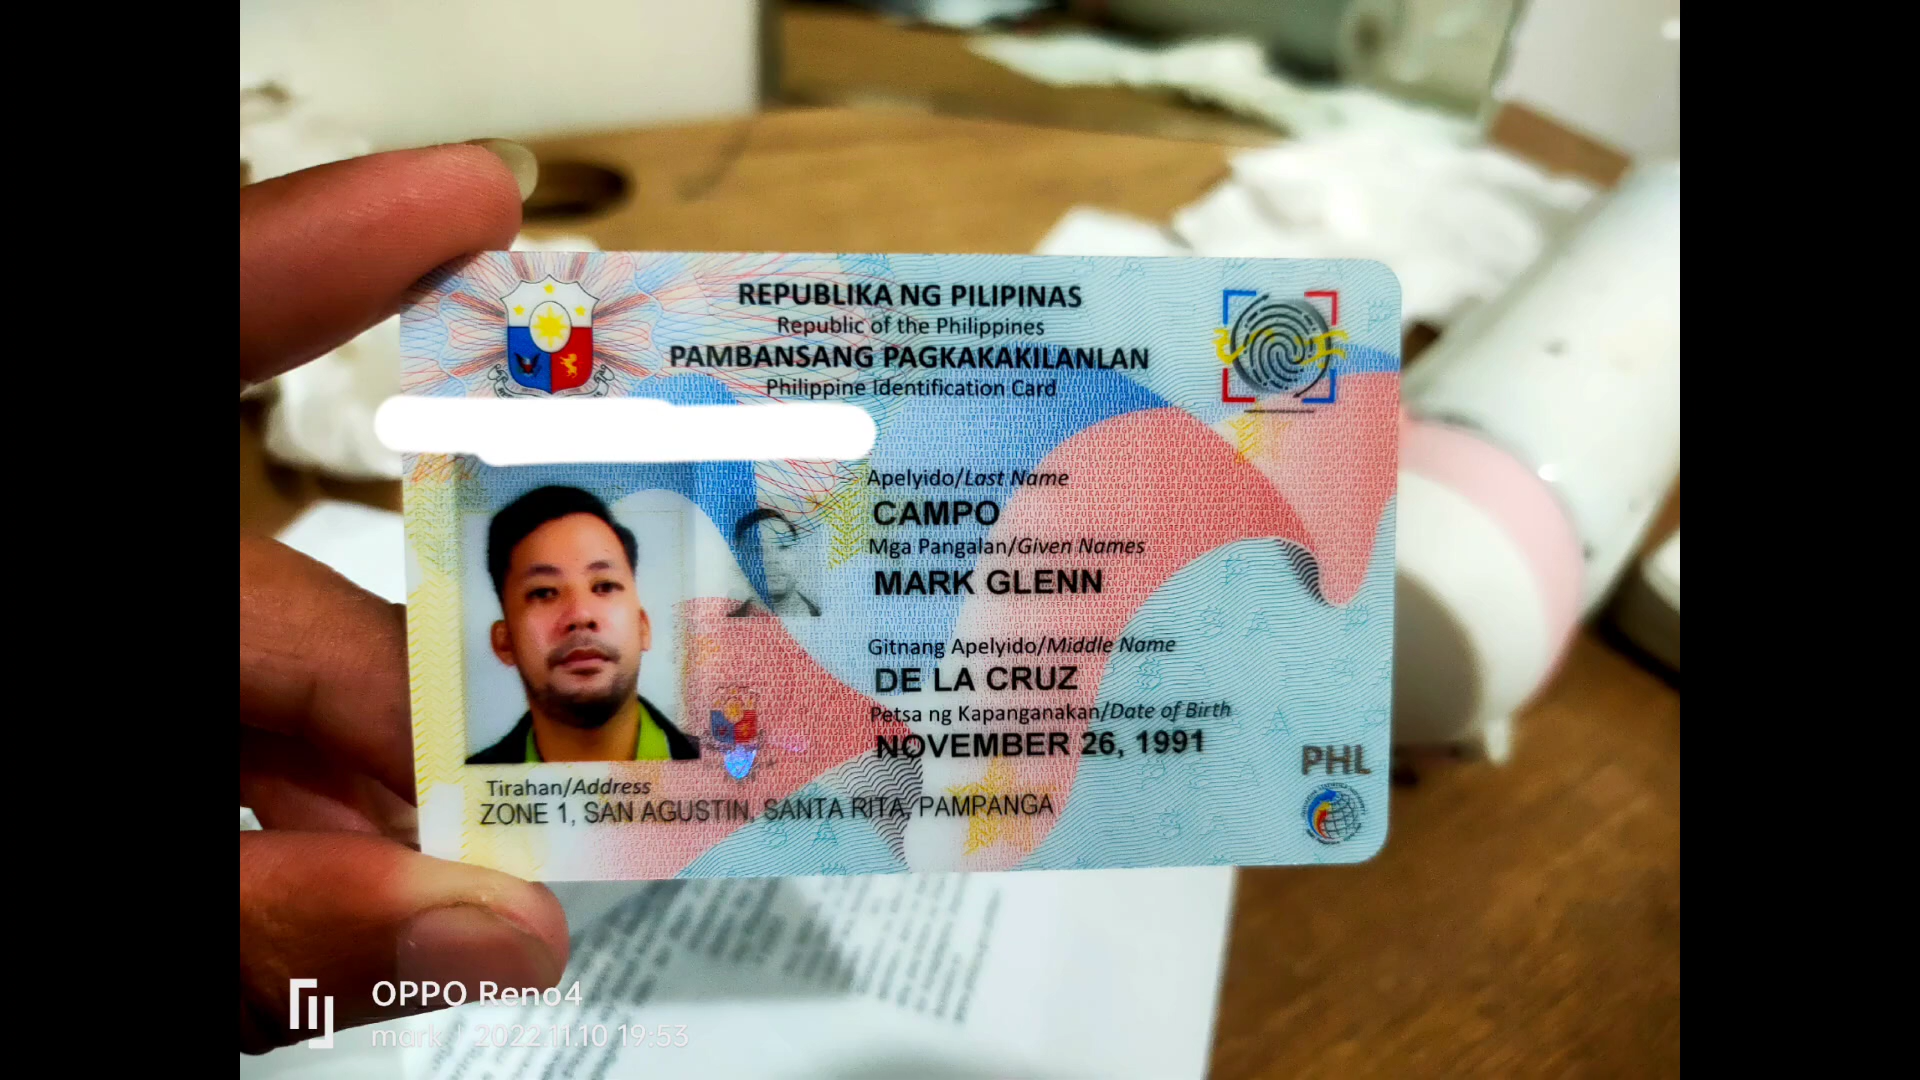 REPUBLIKA NG PILIPINAS
Republic of the Philippines
PAMBANSANG PAGKAKAKILANLAN
Philippine Identification Card
Apelyido/Last Name
CAMPO
Mga Pangalan/Given Names
MARK GLENN
Gitnang Apelyido/Middle Name
DE LA CRUZ
Petsa ng Kapanganakan/Date of Birth
NOVEMBER 26, 1991
PHL
Tirahan/Address
ZONE 1, SAN AGUSTIN, SANTA RITA, PAMPANGA
OPPO Reno4
mark | 2022.11.10 19:53